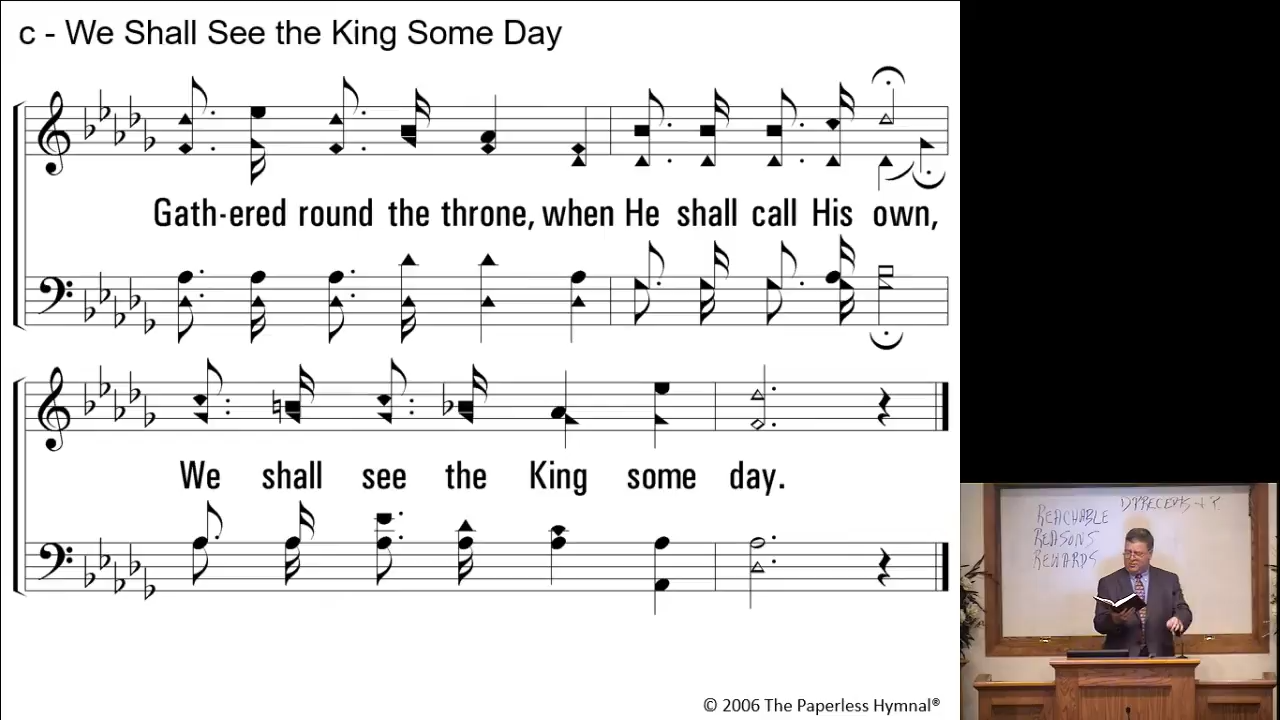 c - We Shall See the King Some Day
Gath-ered round the throne, when He shall call His own,
We shall see the King some day.
© 2006 The Paperless Hymnal®
REACHABLE
REASONS
REWARDS